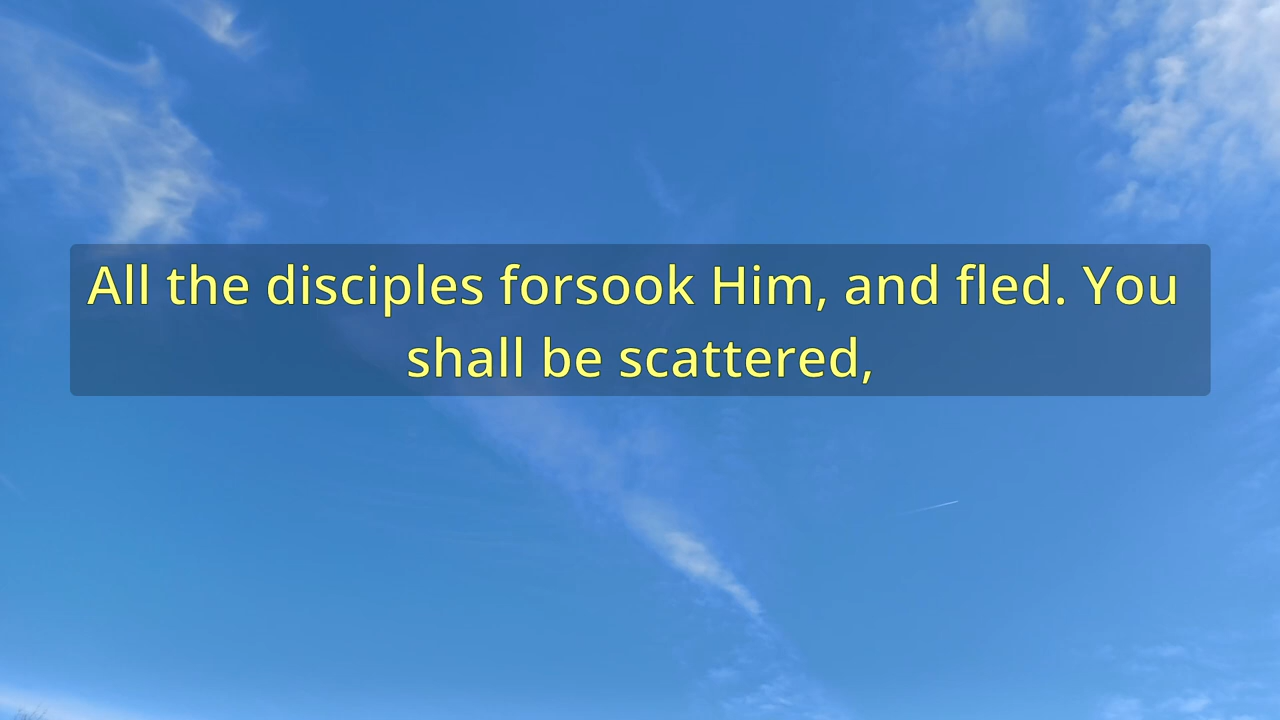 All the disciples forsook Him, and fled. You
shall be scattered,